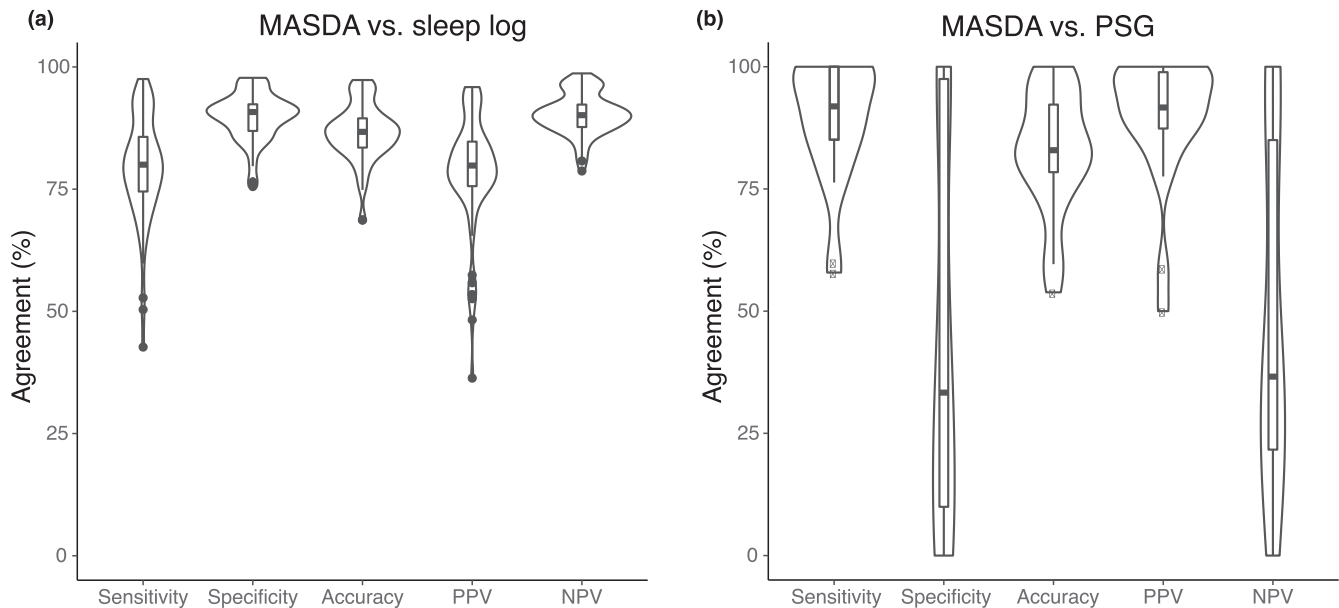 (a)
MASDA vs. sleep log
Agreement (%)
100
75
50
25
0
Sensitivity Specificity Accuracy PPV NPV
(b)
MASDA vs. PSG
Agreement (%)
100
75
50
25
0
Sensitivity Specificity Accuracy PPV NPV